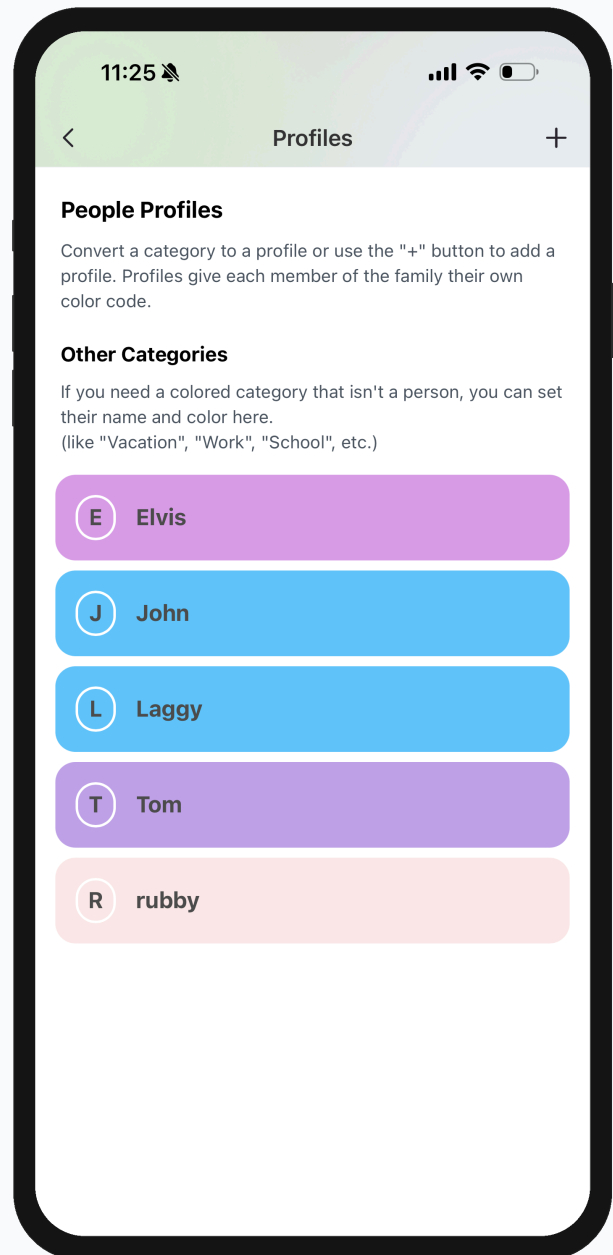 11:25
Profiles
People Profiles
Convert a category to a profile or use the "+" button to add a
profile. Profiles give each member of the family their own
color code.
Other Categories
If you need a colored category that isn't a person, you can set
their name and color here.
(like "Vacation", "Work", "School", etc.)
E Elvis
J John
L Laggy
T Tom
R rubby